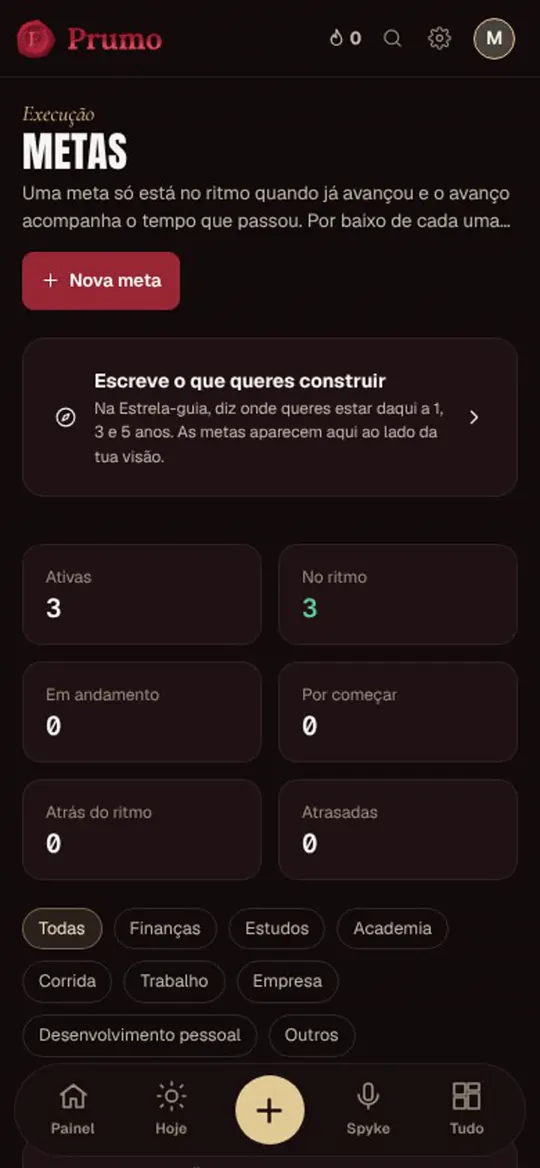 Prumo
0
M
Execução
METAS
Uma meta só está no ritmo quando já avançou e o avanço
acompanha o tempo que passou. Por baixo de cada uma...
+ Nova meta
Escreve o que queres construir
Na Estrela-guia, diz onde queres estar daqui a 1,
3 e 5 anos. As metas aparecem aqui ao lado da
tua visão.
Ativas
3
No ritmo
3
Em andamento
0
Por começar
0
Atrás do ritmo
0
Atrasadas
0
Todas
Finanças
Estudos
Academia
Corrida
Trabalho
Empresa
Desenvolvimento pessoal
Outros
Painel
Hoje
Spyke
Tudo